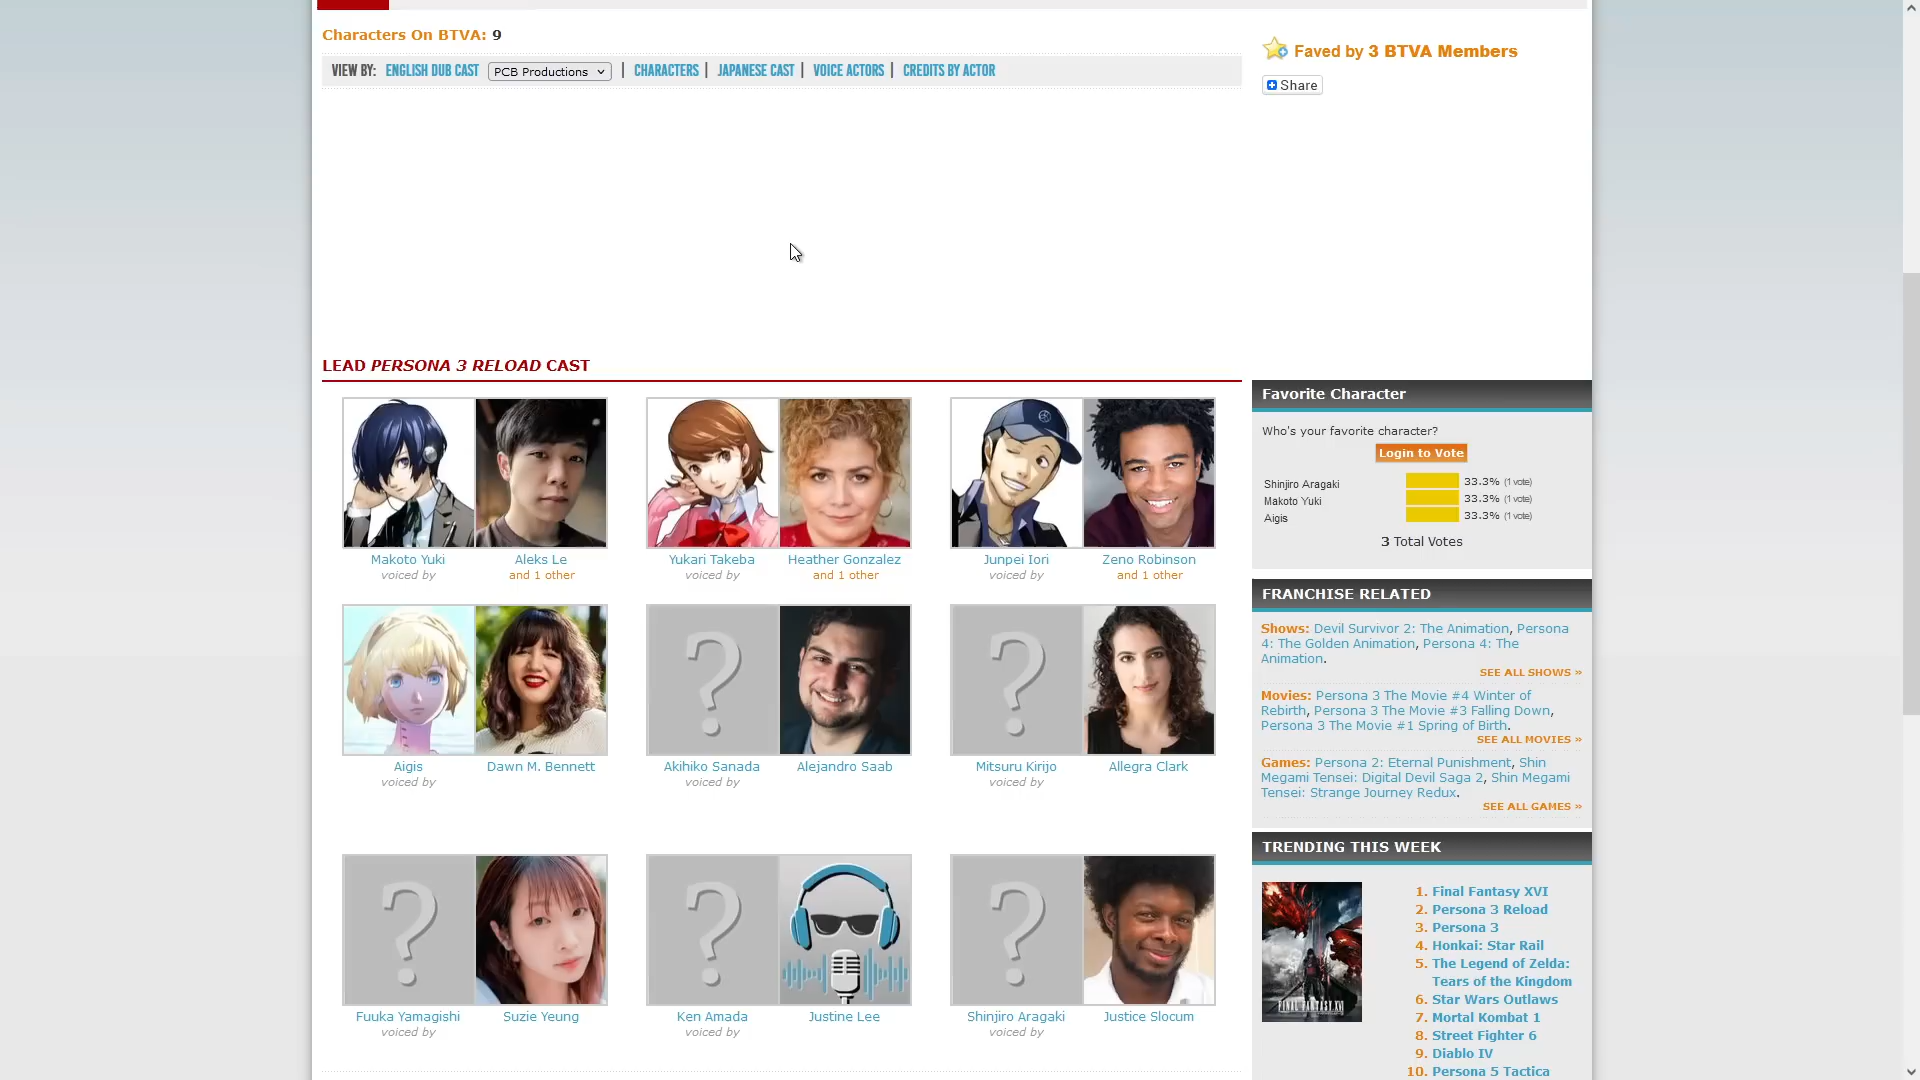 Characters On BTVA: 9
VIEW BY: ENGLISH DUB CAST PCB Productions | CHARACTERS | JAPANESE CAST | VOICE ACTORS | CREDITS BY ACTOR
Faved by 3 BTVA Members
Share
LEAD PERSONA 3 RELOAD CAST
Makoto Yuki Aleks Le
voiced by and 1 other
Yukari Takeba Heather Gonzalez
voiced by and 1 other
Junpei Iori Zeno Robinson
voiced by and 1 other
Aigis Dawn M. Bennett
voiced by
Akihiko Sanada Alejandro Saab
voiced by
Mitsuru Kirijo Allegra Clark
voiced by
Fuuka Yamagishi Suzie Yeung
voiced by
Ken Amada Justine Lee
voiced by
Shinjiro Aragaki Justice Slocum
voiced by
Favorite Character
Who's your favorite character?
Login to Vote
Shinjiro Aragaki 33.3% (1 vote)
Makoto Yuki 33.3% (1 vote)
Aigis 33.3% (1 vote)
3 Total Votes
FRANCHISE RELATED
Shows: Devil Survivor 2: The Animation, Persona
4: The Golden Animation, Persona 4: The
Animation.
SEE ALL SHOWS »
Movies: Persona 3 The Movie #4 Winter of
Rebirth, Persona 3 The Movie #3 Falling Down,
Persona 3 The Movie #1 Spring of Birth.
SEE ALL MOVIES »
Games: Persona 2: Eternal Punishment, Shin
Megami Tensei: Digital Devil Saga 2, Shin Megami
Tensei: Strange Journey Redux.
SEE ALL GAMES »
TRENDING THIS WEEK
FINAL FANTASY XVI
1. Final Fantasy XVI
2. Persona 3 Reload
3. Persona 3
4. Honkai: Star Rail
5. The Legend of Zelda:
Tears of the Kingdom
6. Star Wars Outlaws
7. Mortal Kombat 1
8. Street Fighter 6
9. Diablo IV
10. Persona 5 Tactica